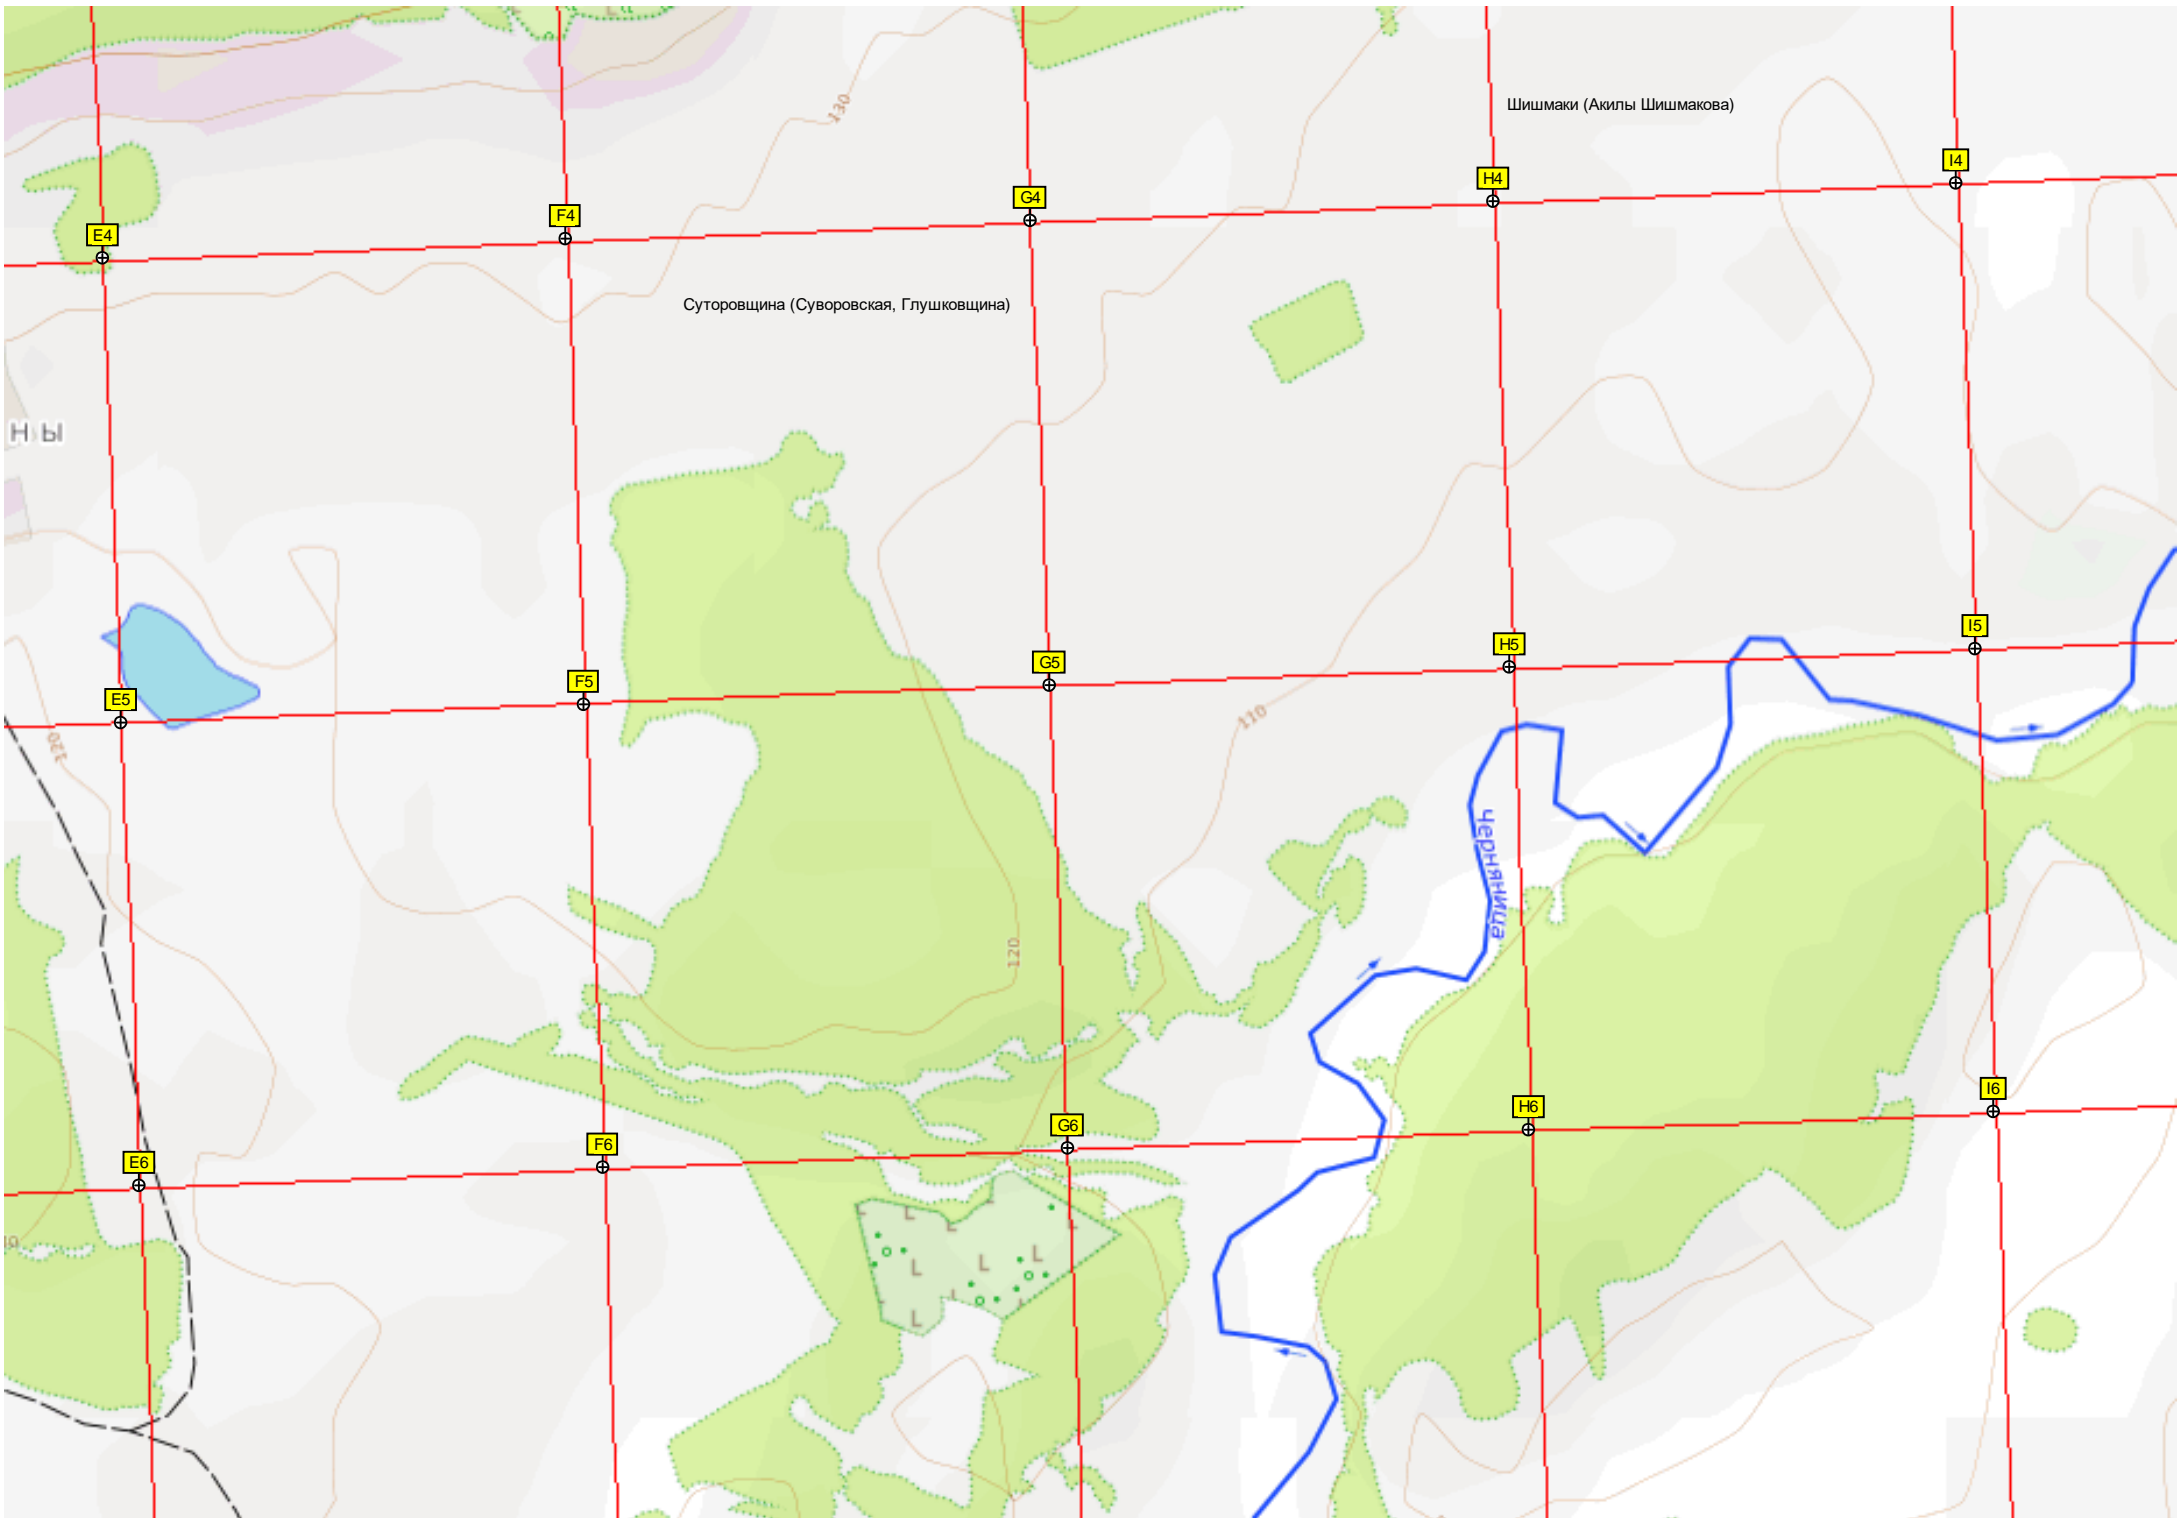 130
Шишмаки (Акилы Шишмакова)
I4
H4
G4
F4
E4
Суторовщина (Суворовская, Глушковщина)
НЫ
I5
H5
G5
F5
E5
110
120
Черняница
120
I6
H6
G6
F6
E6